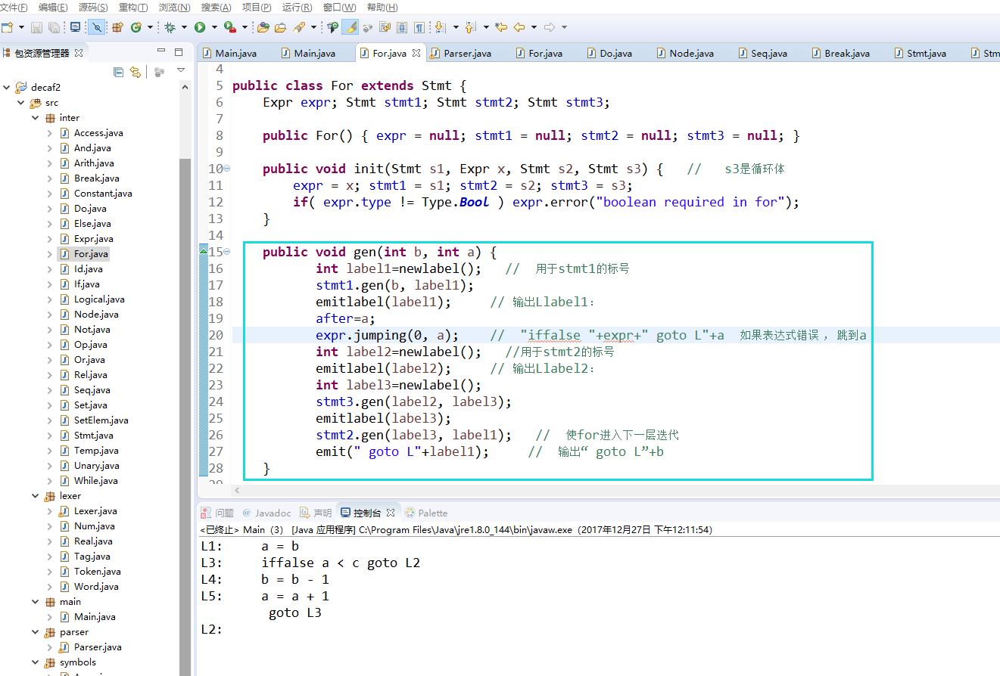 文件(F) 编辑(E) 源码(S) 重构(T) 浏览(N) 搜索(A) 项目(P) 运行(R) 窗口(W) 帮助(H)
包资源管理器
decaf2
src
inter
Access.java
And.java
Arith.java
Break.java
Constant.java
Do.java
Else.java
Expr.java
For.java
Id.java
If.java
Logical.java
Node.java
Not.java
Op.java
Or.java
Rel.java
Seq.java
Set.java
SetElem.java
Stmt.java
Temp.java
Unary.java
While.java
lexer
Lexer.java
Num.java
Real.java
Tag.java
Token.java
Word.java
main
Main.java
parser
Parser.java
symbols
Main.java Main.java For.java Parser.java For.java Do.java Node.java Seq.java Break.java Stmt.java Stm
4
5 public class For extends Stmt {
6 Expr expr; Stmt stmt1; Stmt stmt2; Stmt stmt3;
7
8 public For() { expr = null; stmt1 = null; stmt2 = null; stmt3 = null; }
9
10 public void init(Stmt s1, Expr x, Stmt s2, Stmt s3) { // s3是循环体
11 expr = x; stmt1 = s1; stmt2 = s2; stmt3 = s3;
12 if( expr.type != Type.Bool ) expr.error("boolean required in for");
13 }
14
15 public void gen(int b, int a) {
16 int label1=newlabel(); // 用于stmt1的标号
17 stmt1.gen(b, label1);
18 emitlabel(label1); // 输出Llabel1:
19 after=a;
20 expr.jumping(0, a); // "iffalse "+expr+" goto L"+a 如果表达式错误，跳到a
21 int label2=newlabel(); //用于stmt2的标号
22 emitlabel(label2); // 输出Llabel2:
23 int label3=newlabel();
24 stmt3.gen(label2, label3);
25 emitlabel(label3);
26 stmt2.gen(label3, label1); // 使for进入下一层迭代
27 emit(" goto L"+label1); // 输出“ goto L”+b
28 }
29
问题 @ Javadoc 声明 控制台 Palette
<已终止> Main（3） [Java 应用程序] C:\Program Files\Java\jre1.8.0_144\bin\javaw.exe（2017年12月27日 下午12:11:54）
L1: a = b
L3: iffalse a < c goto L2
L4: b = b - 1
L5: a = a + 1
goto L3
L2: